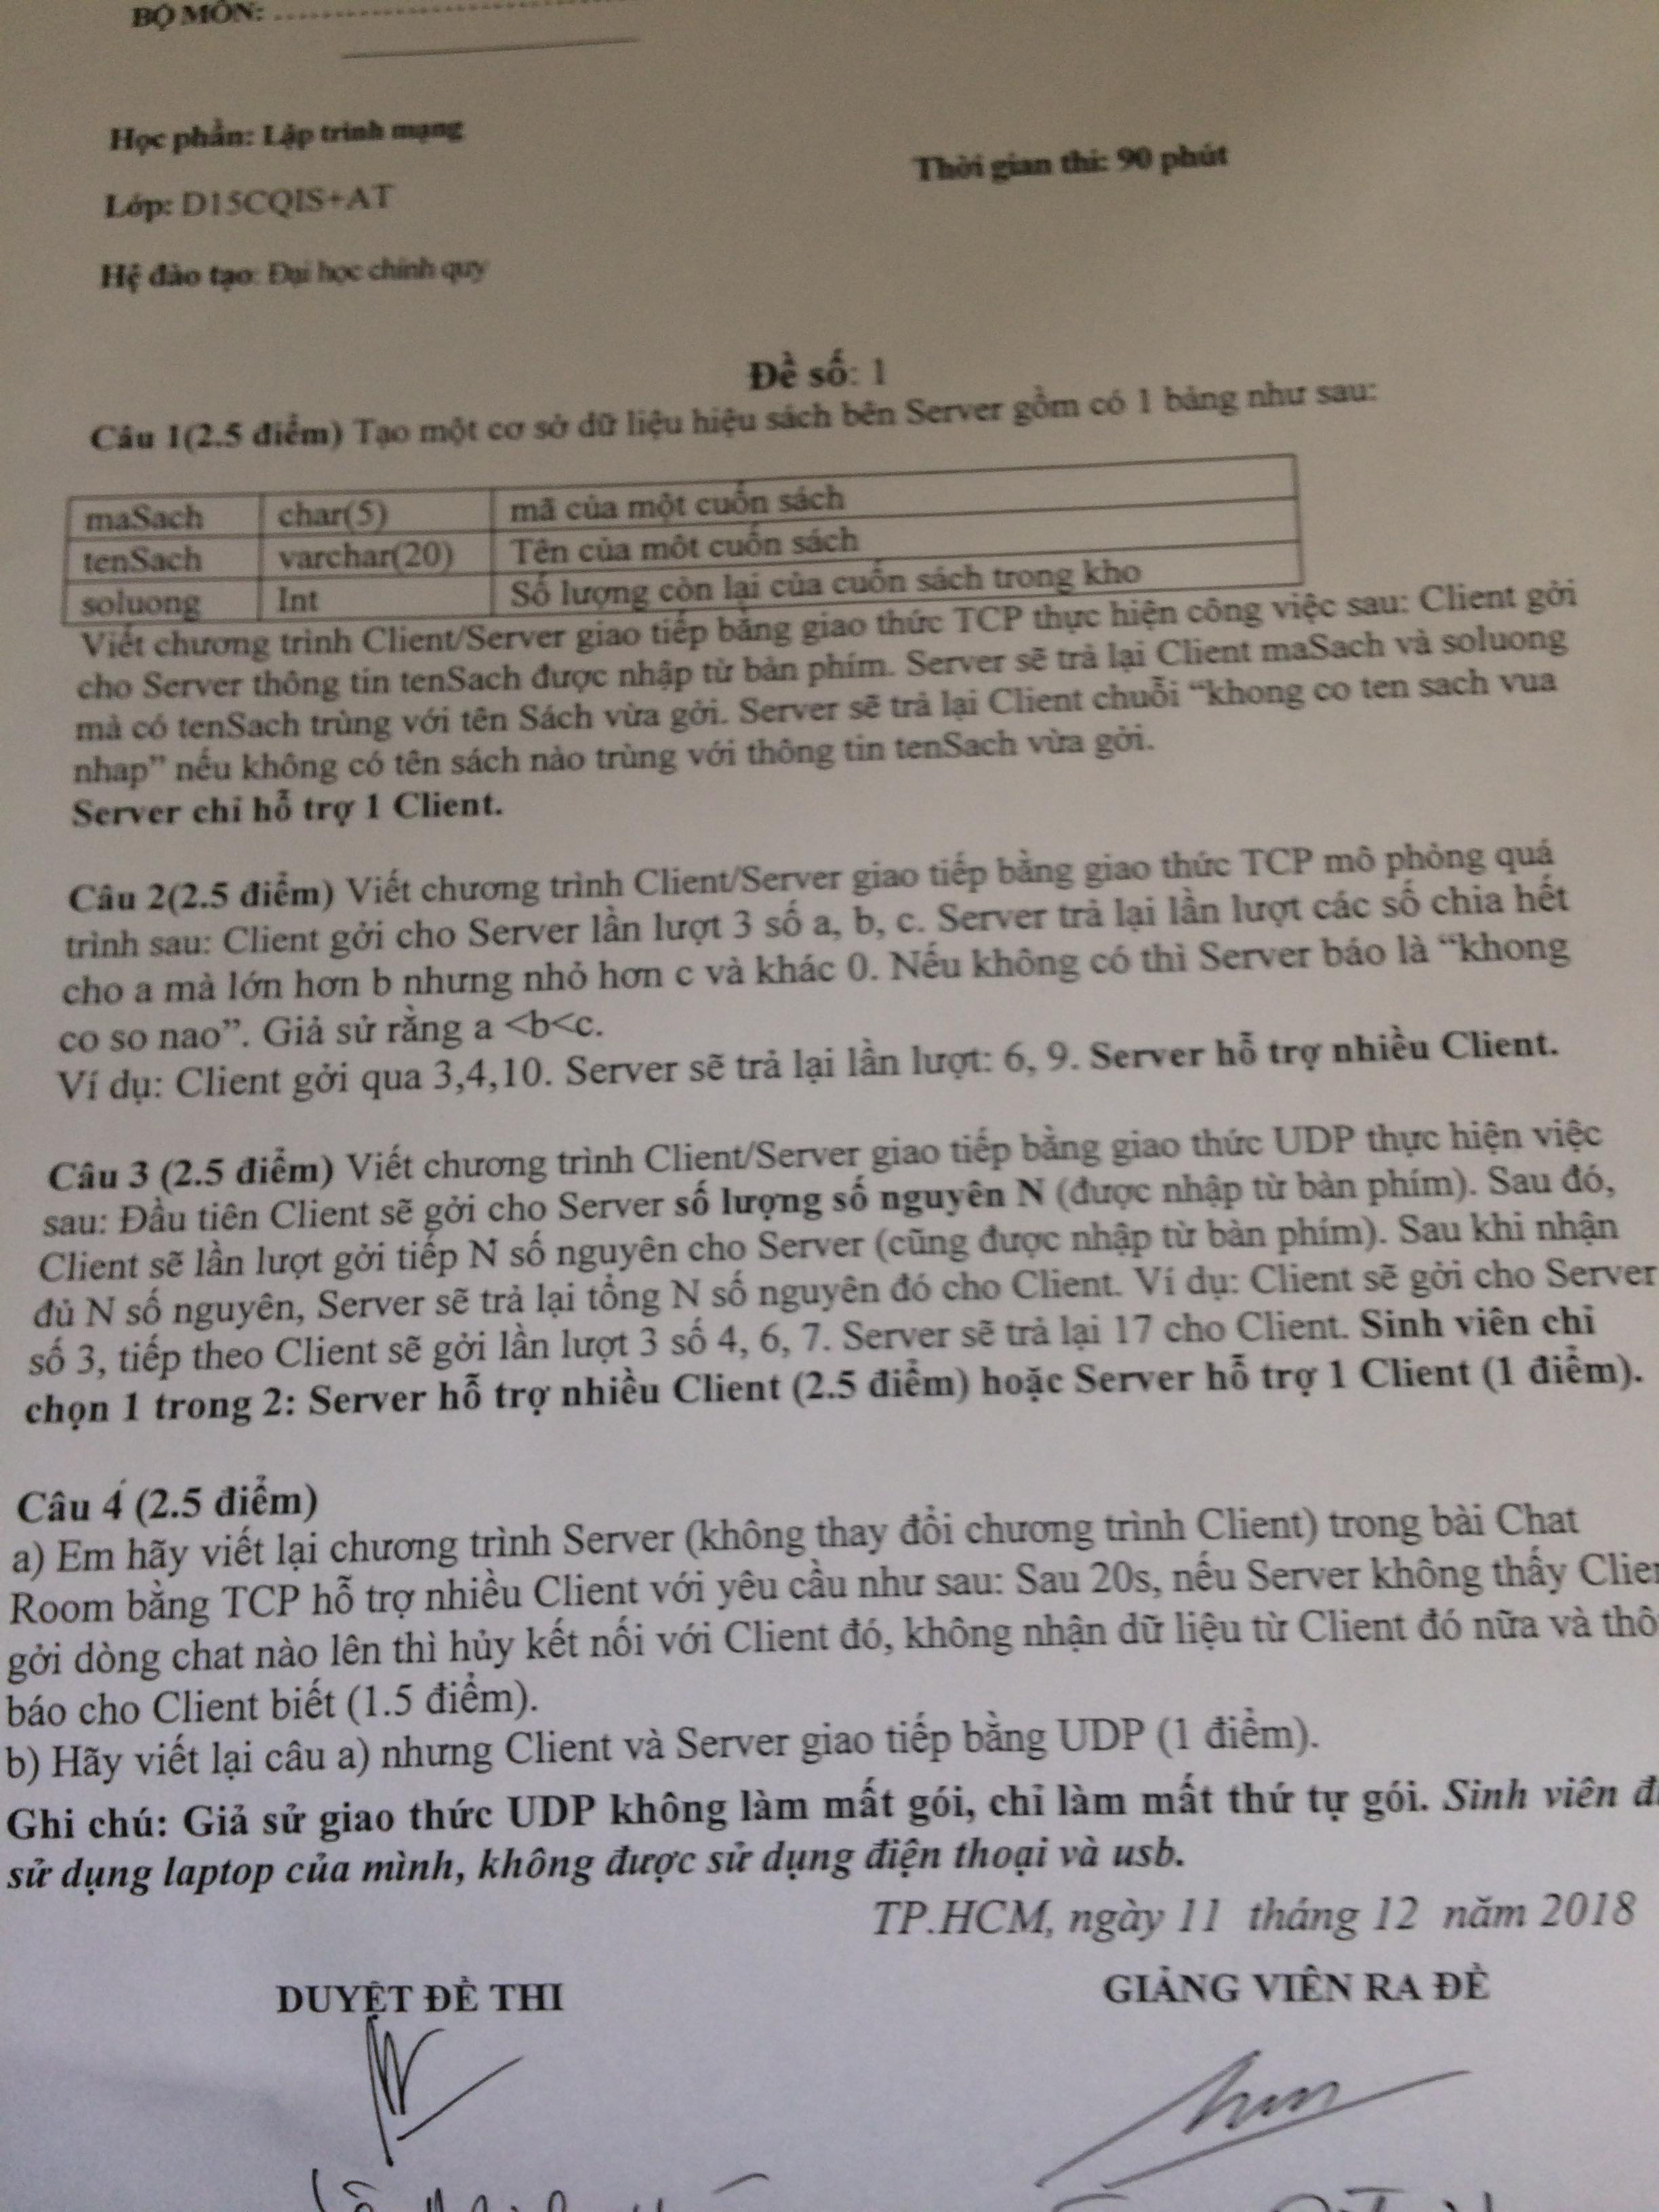 BỘ MÔN: ........................................
Học phần: Lập trình mạng
Thời gian thi: 90 phút
Lớp: D15CQIS+AT
Hệ đào tạo: Đại học chính quy
Đề số: 1
Câu 1(2.5 điểm) Tạo một cơ sở dữ liệu hiệu sách bên Server gồm có 1 bảng như sau:
maSach char(5) mã của một cuốn sách
tenSach varchar(20) Tên của môt cuốn sách
soluong Int Số lượng còn lại của cuốn sách trong kho
Viết chương trình Client/Server giao tiếp bằng giao thức TCP thực hiện công việc sau: Client gởi
cho Server thông tin tenSach được nhập từ bàn phím. Server sẽ trả lại Client maSach và soluong
mà có tenSach trùng với tên Sách vừa gởi. Server sẽ trả lại Client chuỗi “khong co ten sach vua
nhap” nếu không có tên sách nào trùng với thông tin tenSach vừa gởi.
Server chỉ hỗ trợ 1 Client.
Câu 2(2.5 điểm) Viết chương trình Client/Server giao tiếp bằng giao thức TCP mô phỏng quá
trình sau: Client gởi cho Server lần lượt 3 số a, b, c. Server trả lại lần lượt các số chia hết
cho a mà lớn hơn b nhưng nhỏ hơn c và khác 0. Nếu không có thì Server báo là “khong
co so nao”. Giả sử rằng a <b<c.
Ví dụ: Client gởi qua 3,4,10. Server sẽ trả lại lần lượt: 6, 9. Server hỗ trợ nhiều Client.
Câu 3 (2.5 điểm) Viết chương trình Client/Server giao tiếp bằng giao thức UDP thực hiện việc
sau: Đầu tiên Client sẽ gởi cho Server số lượng số nguyên N (được nhập từ bàn phím). Sau đó,
Client sẽ lần lượt gởi tiếp N số nguyên cho Server (cũng được nhập từ bàn phím). Sau khi nhận
đủ N số nguyên, Server sẽ trả lại tổng N số nguyên đó cho Client. Ví dụ: Client sẽ gởi cho Server
số 3, tiếp theo Client sẽ gởi lần lượt 3 số 4, 6, 7. Server sẽ trả lại 17 cho Client. Sinh viên chỉ
chọn 1 trong 2: Server hỗ trợ nhiều Client (2.5 điểm) hoặc Server hỗ trợ 1 Client (1 điểm).
Câu 4 (2.5 điểm)
a) Em hãy viết lại chương trình Server (không thay đổi chương trình Client) trong bài Chat
Room bằng TCP hỗ trợ nhiều Client với yêu cầu như sau: Sau 20s, nếu Server không thấy Clien
gởi dòng chat nào lên thì hủy kết nối với Client đó, không nhận dữ liệu từ Client đó nữa và thô
báo cho Client biết (1.5 điểm).
b) Hãy viết lại câu a) nhưng Client và Server giao tiếp bằng UDP (1 điểm).
Ghi chú: Giả sử giao thức UDP không làm mất gói, chỉ làm mất thứ tự gói. Sinh viên
sử dụng laptop của mình, không được sử dụng điện thoại và usb.
TP.HCM, ngày 11 tháng 12 năm 2018
DUYỆT ĐỀ THI
GIẢNG VIÊN RA ĐỀ